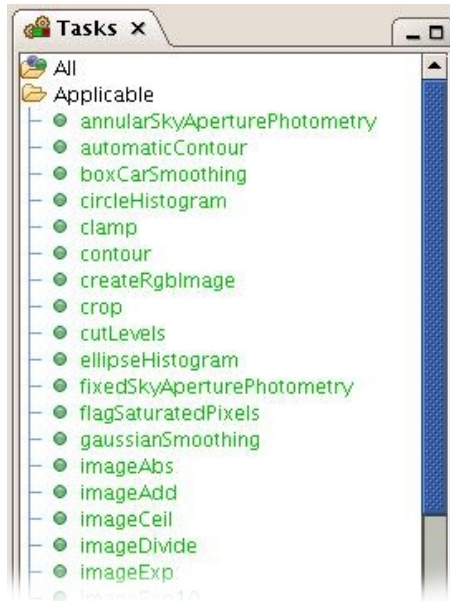 Tasks
All
Applicable
annularSkyAperturePhotometry
automaticContour
boxCarSmoothing
circleHistogram
clamp
contour
createRgbImage
crop
cutLevels
ellipseHistogram
fixedSkyAperturePhotometry
flagSaturatedPixels
gaussianSmoothing
imageAbs
imageAdd
imageCeil
imageDivide
imageExp